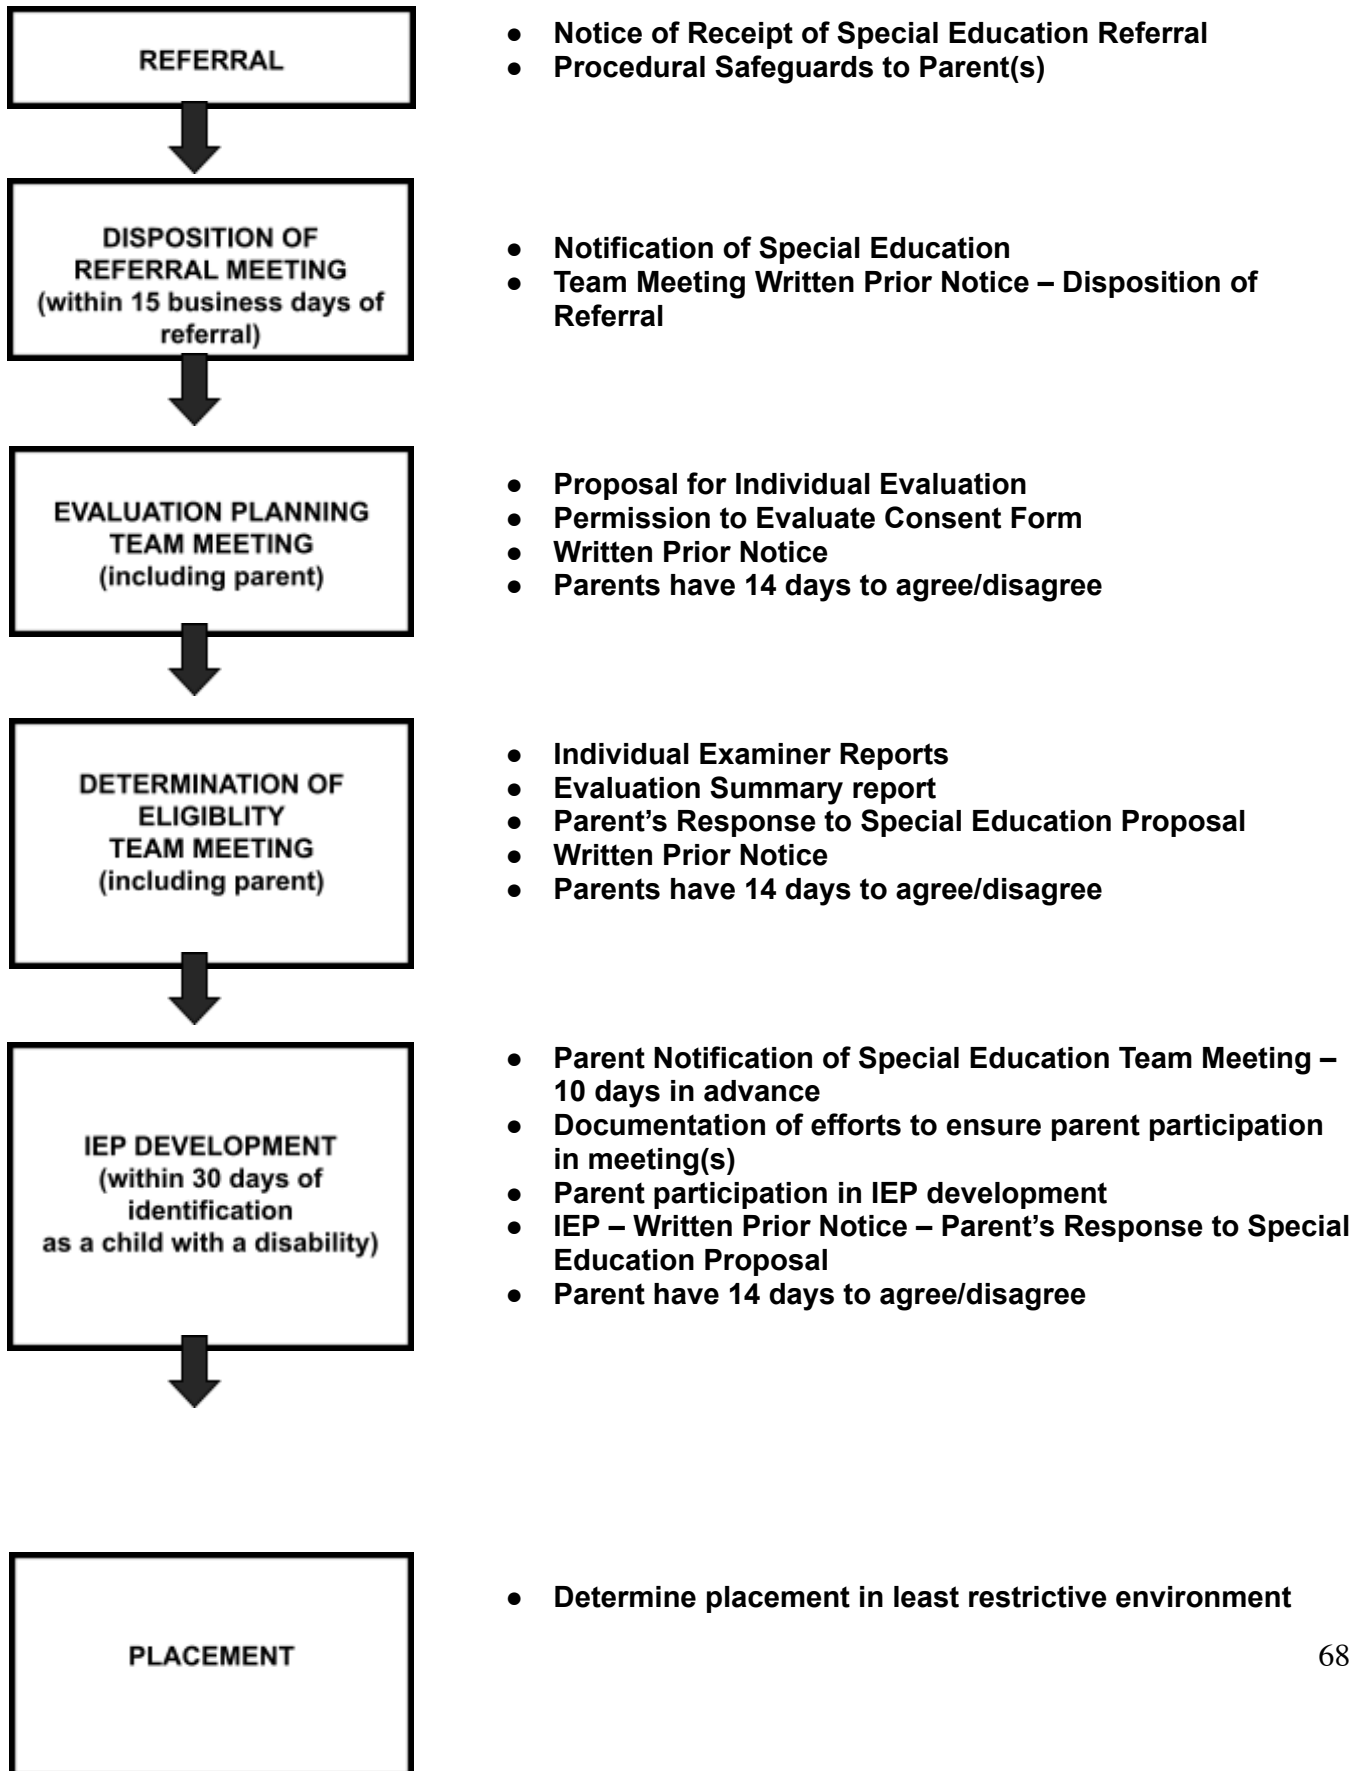 REFERRAL
● Notice of Receipt of Special Education Referral
● Procedural Safeguards to Parent(s)
DISPOSITION OF
REFERRAL MEETING
(within 15 business days of
referral)
● Notification of Special Education
● Team Meeting Written Prior Notice – Disposition of
Referral
EVALUATION PLANNING
TEAM MEETING
(including parent)
● Proposal for Individual Evaluation
● Permission to Evaluate Consent Form
● Written Prior Notice
● Parents have 14 days to agree/disagree
DETERMINATION OF
ELIGIBLITY
TEAM MEETING
(including parent)
● Individual Examiner Reports
● Evaluation Summary report
● Parent’s Response to Special Education Proposal
● Written Prior Notice
● Parents have 14 days to agree/disagree
IEP DEVELOPMENT
(within 30 days of
identification
as a child with a disability)
● Parent Notification of Special Education Team Meeting –
10 days in advance
● Documentation of efforts to ensure parent participation
in meeting(s)
● Parent participation in IEP development
● IEP – Written Prior Notice – Parent’s Response to Special
Education Proposal
● Parent have 14 days to agree/disagree
PLACEMENT
● Determine placement in least restrictive environment
68